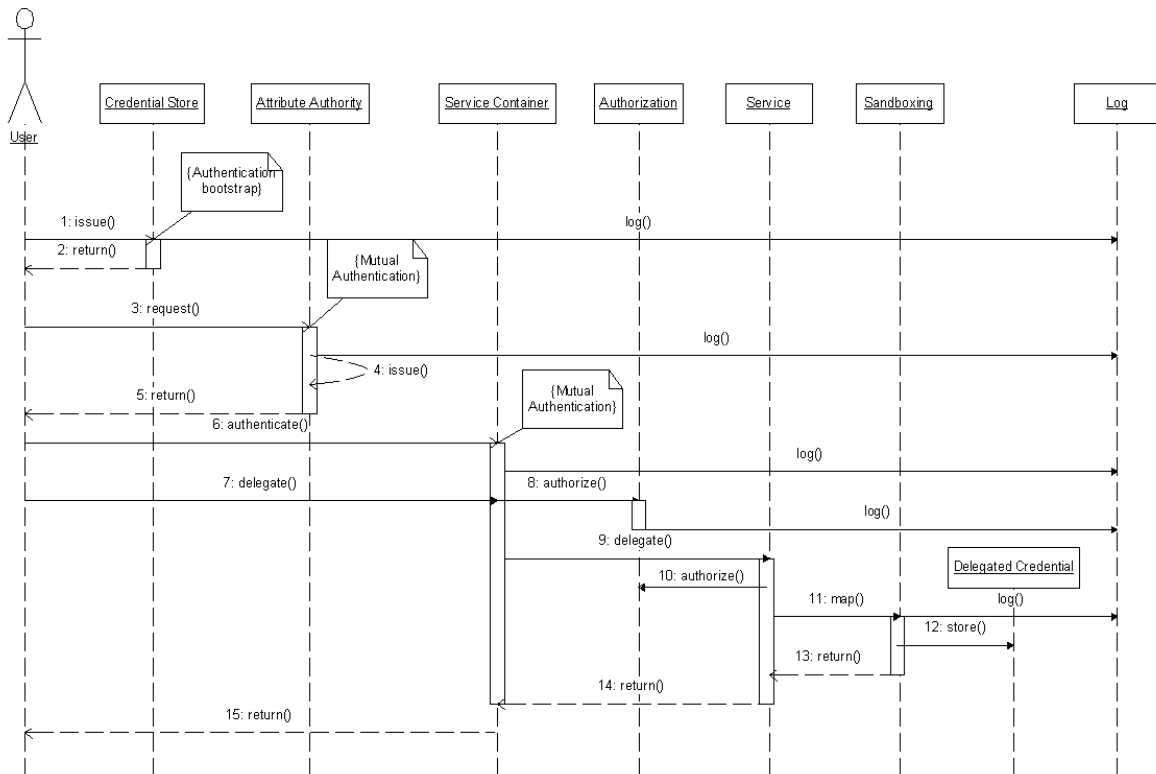 User
Credential Store
Attribute Authority
Service Container
Authorization
Service
Sandboxing
Log
{Authentication
bootstrap}
1: issue()
log()
2: return()
{Mutual
Authentication}
3: request()
log()
4: issue()
5: return()
{Mutual
Authentication}
6: authenticate()
log()
7: delegate()
8: authorize()
log()
9: delegate()
Delegated Credential
10: authorize()
11: map()
log()
12: store()
13: return()
14: return()
15: return()